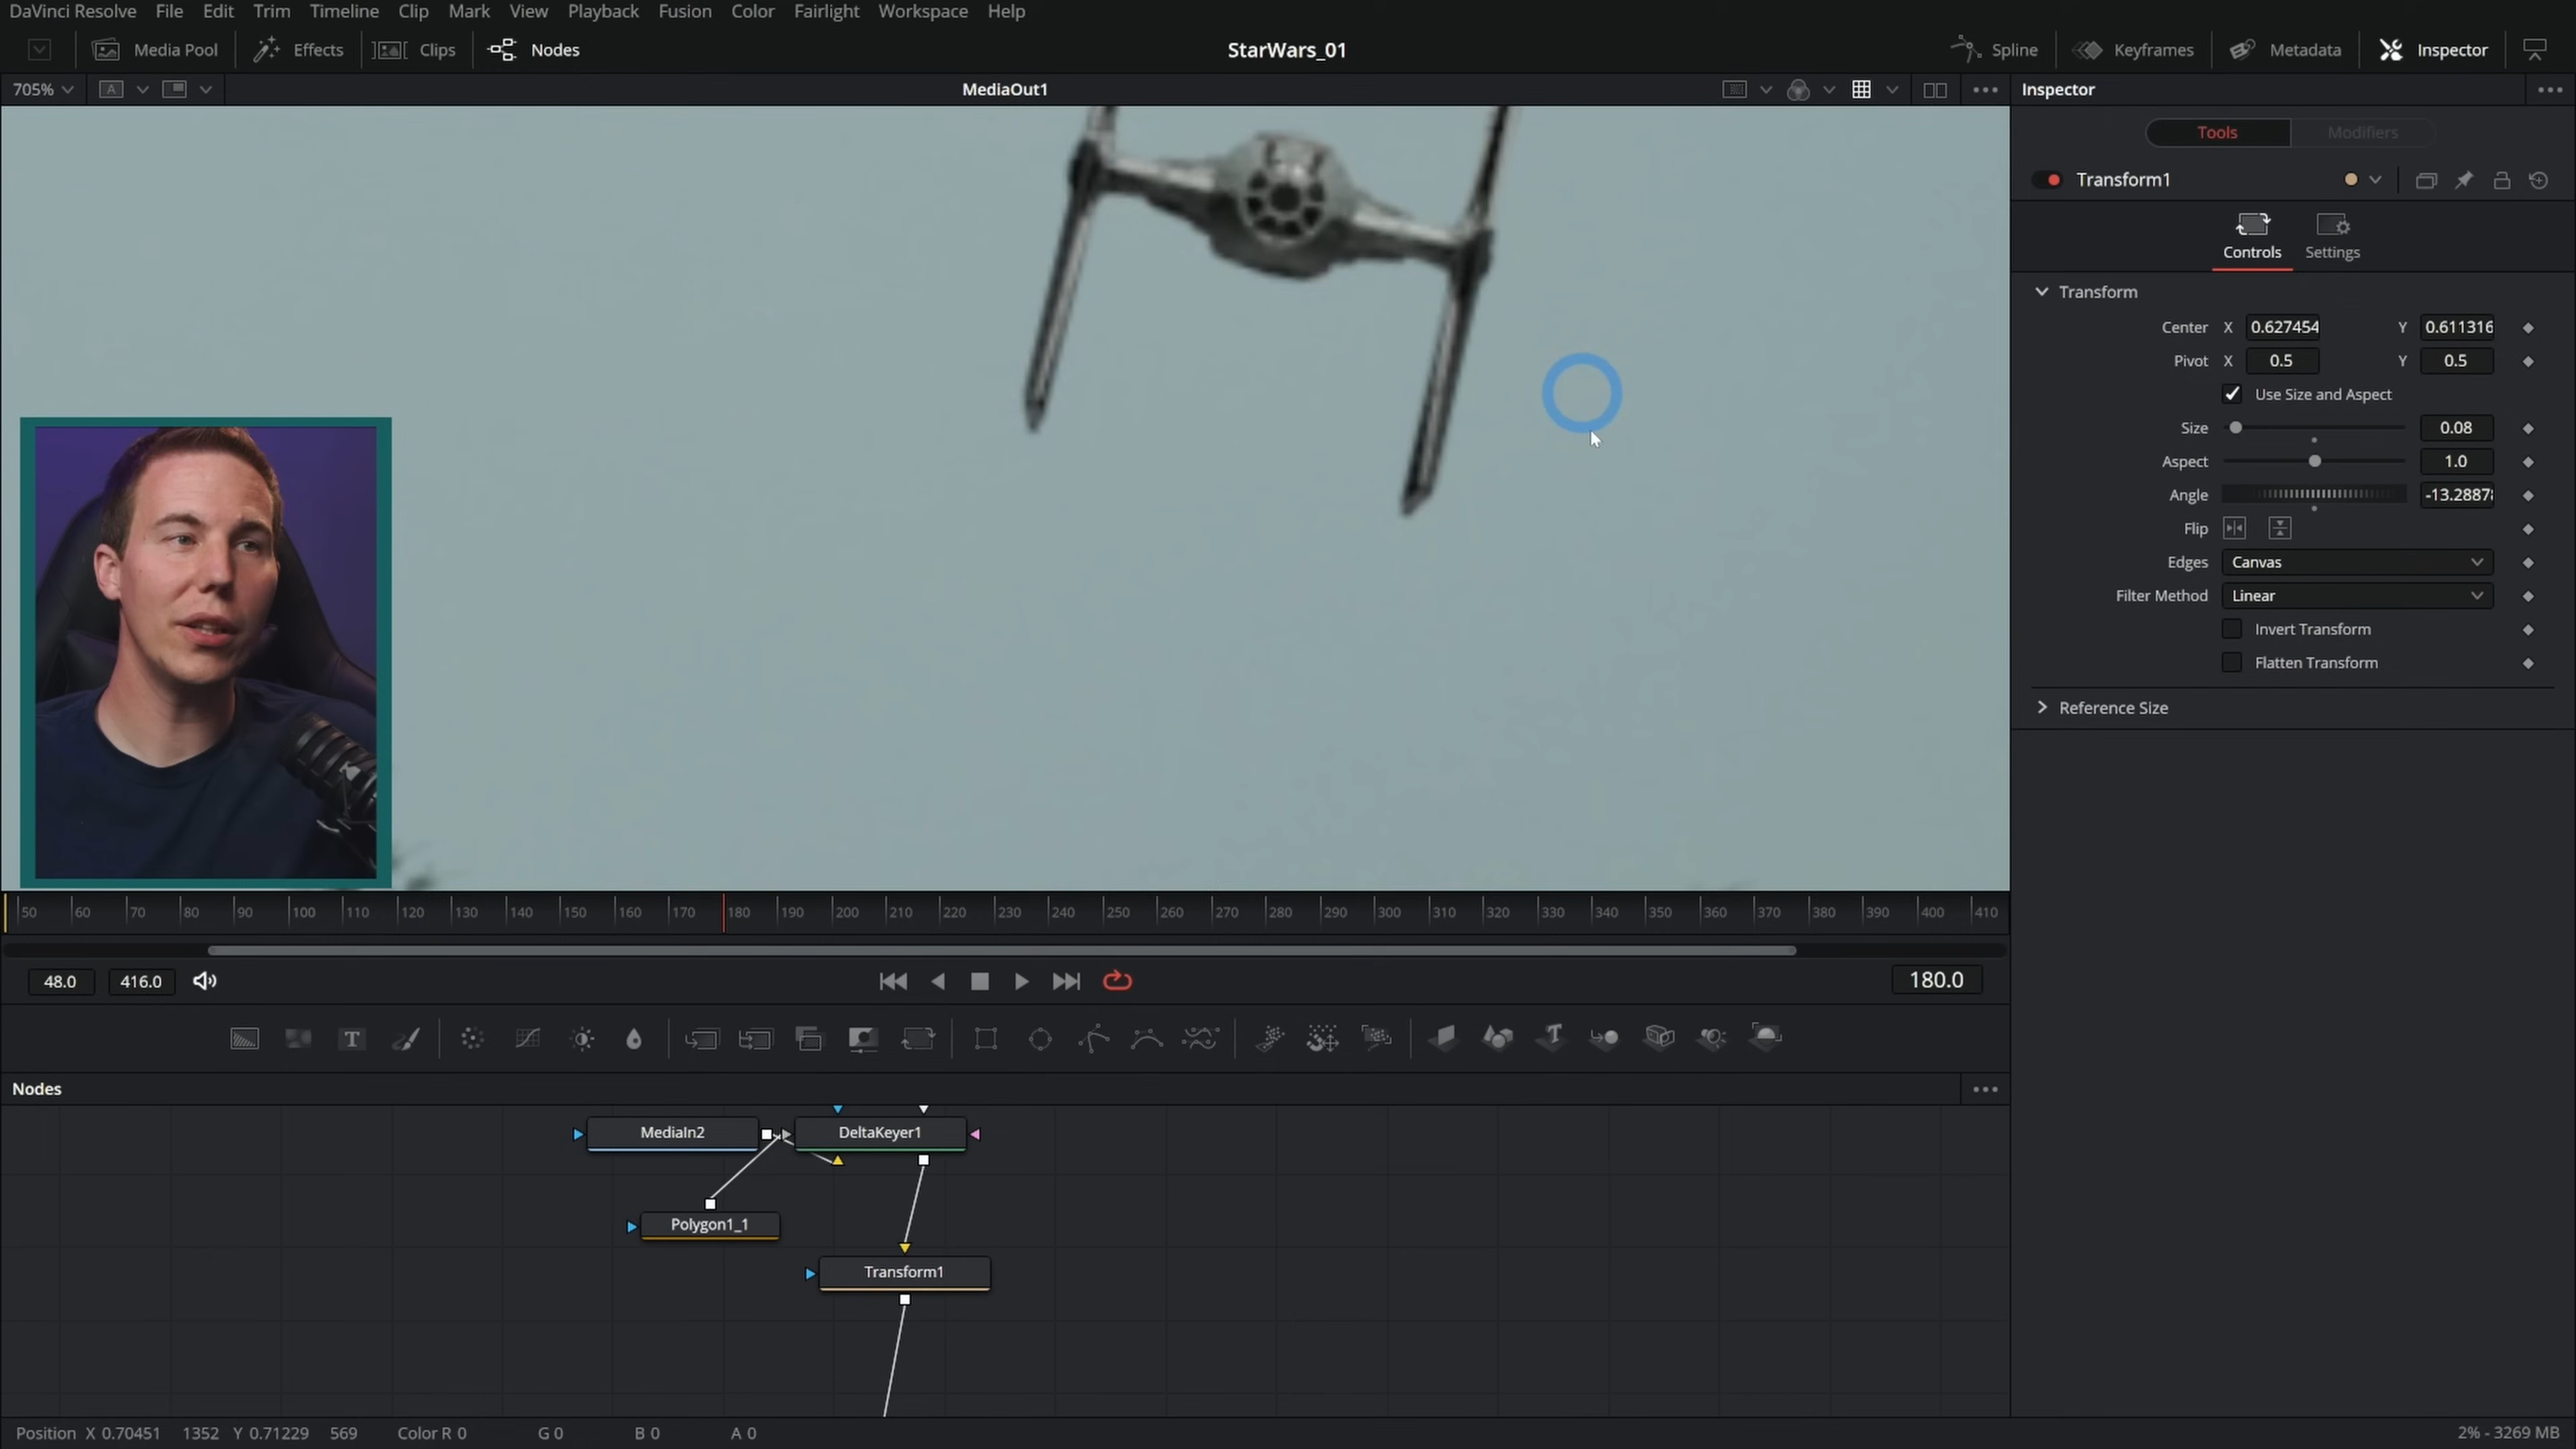 DaVinci Resolve File Edit Trim Timeline Clip Mark View Playback Fusion Color Fairlight Workspace Help
Media Pool Effects Clips Nodes StarWars_01 Spline Keyframes Metadata Inspector
705% A MediaOut1 Inspector
Tools Modifiers
Transform1
Controls Settings
Transform
Center X 0.627454 Y 0.611316
Pivot X 0.5 Y 0.5
Use Size and Aspect
Size 0.08
Aspect 1.0
Angle -13.2887
Flip
Edges Canvas
Filter Method Linear
Invert Transform
Flatten Transform
Reference Size
50 60 70 80 90 100 110 120 130 140 150 160 170 180 190 200 210 220 230 240 250 260 270 280 290 300 310 320 330 340 350 360 370 380 390 400 410
48.0 416.0 180.0
T T
Nodes
MediaIn2 DeltaKeyer1
Polygon1_1
Transform1
Position X 0.70451 1352 Y 0.71229 569 Color R 0 G 0 B 0 A 0 2% - 3269 MB